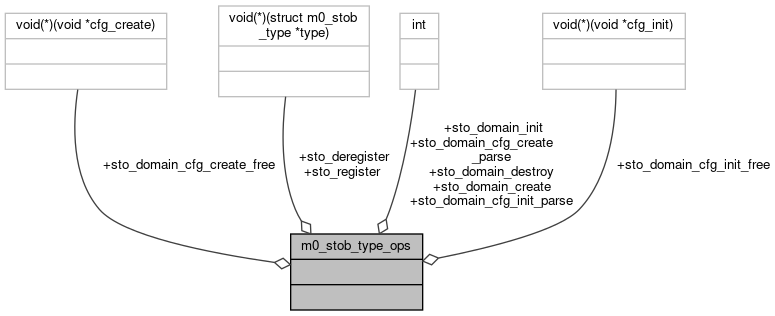 void(*)(void *cfg_create)
void(*)(struct m0_stob
_type *type)
int
void(*)(void *cfg_init)
+sto_domain_cfg_create_free
+sto_deregister
+sto_register
+sto_domain_init
+sto_domain_cfg_create
_parse
+sto_domain_destroy
+sto_domain_create
+sto_domain_cfg_init_parse
+sto_domain_cfg_init_free
m0_stob_type_ops